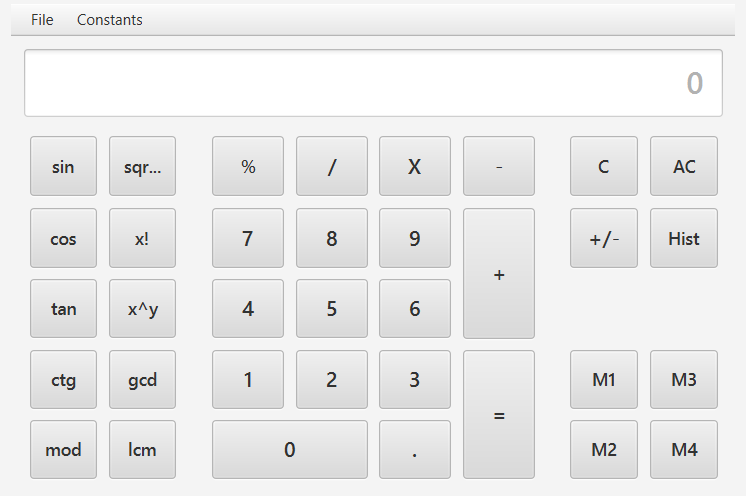 File Constants
0
sin sqr... % / X - C AC
cos x! 7 8 9 + +/- Hist
tan x^y 4 5 6
ctg gcd 1 2 3 = M1 M3
mod lcm 0 . M2 M4